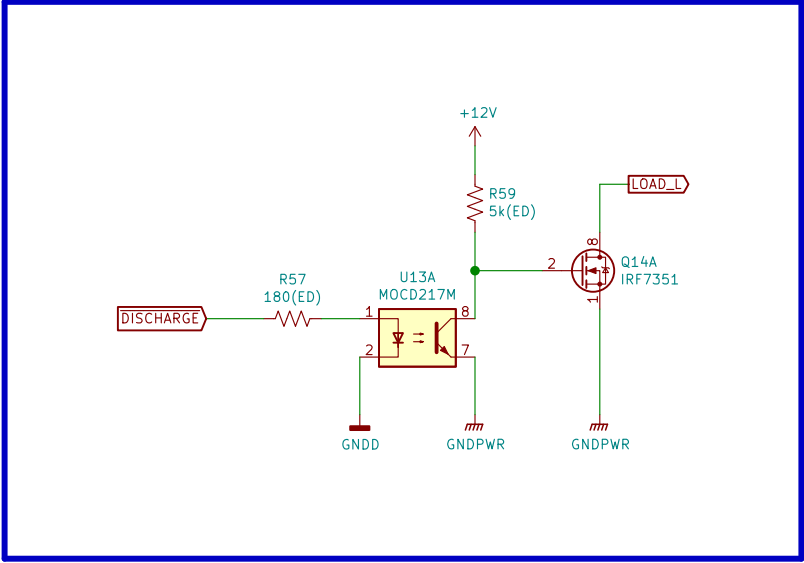 +12V
R59
5k(ED)
LOAD_L
8
2
Q14A
IRF7351
1
U13A
MOCD217M
R57
180(ED)
DISCHARGE
1
8
2
7
GNDD
GNDPWR
GNDPWR